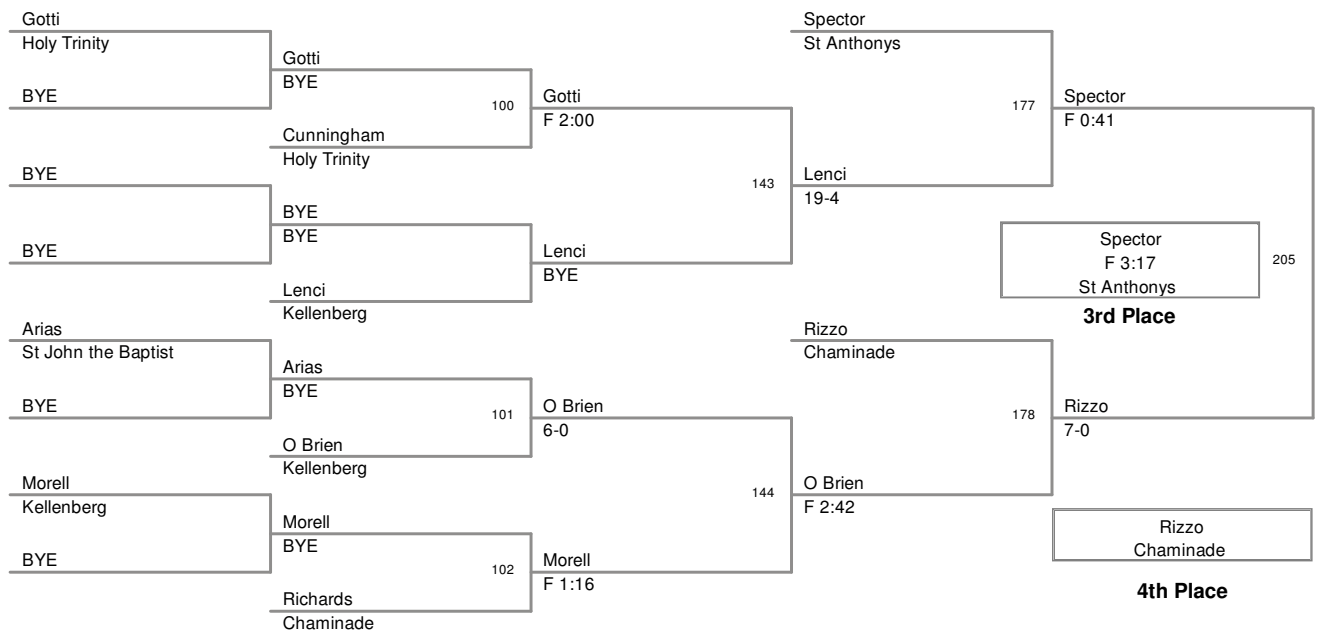 Gotti
Holy Trinity
BYE
BYE
BYE
Arias
St John the Baptist
BYE
Morell
Kellenberg
BYE
Gotti
BYE
100
Cunningham
Holy Trinity
BYE
BYE
Lenci
Kellenberg
Arias
BYE
101
O Brien
Kellenberg
Morell
BYE
102
Richards
Chaminade
Gotti
F 2:00
143
Lenci
BYE
O Brien
6-0
144
Morell
F 1:16
Spector
St Anthonys
177
Lenci
19-4
Rizzo
Chaminade
178
O Brien
F 2:42
Spector
F 0:41
Spector
F 3:17
St Anthonys
205
3rd Place
Rizzo
7-0
Rizzo
Chaminade
4th Place